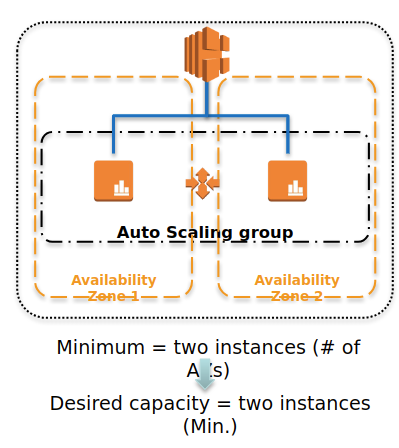 Auto Scaling group
Availability
Zone 1
Availability
Zone 2
Minimum = two instances (# of
AZs)
Desired capacity = two instances
(Min.)